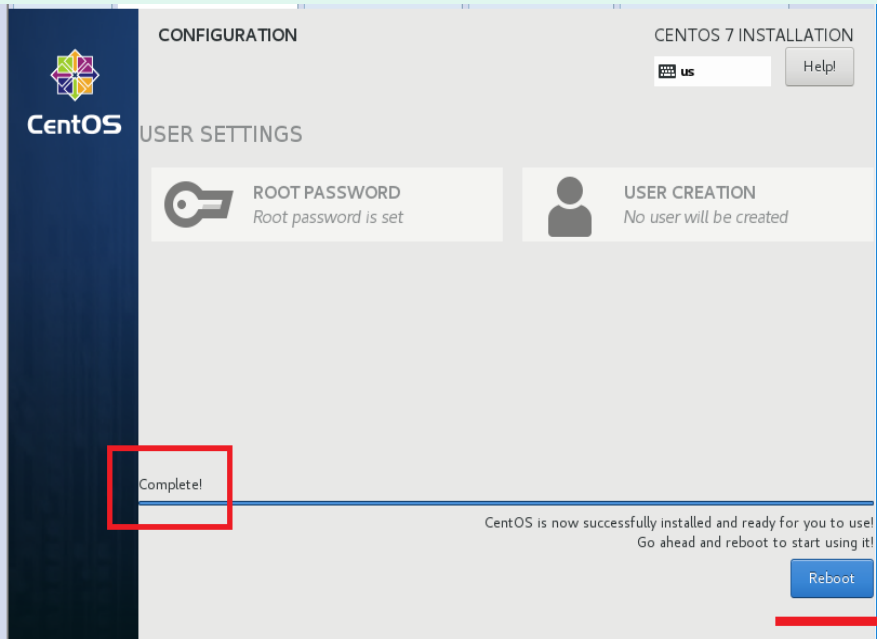 CONFIGURATION
CENTOS 7 INSTALLATION
us
Help!
CentOS
USER SETTINGS
ROOT PASSWORD
Root password is set
USER CREATION
No user will be created
Complete!
CentOS is now successfully installed and ready for you to use!
Go ahead and reboot to start using it!
Reboot